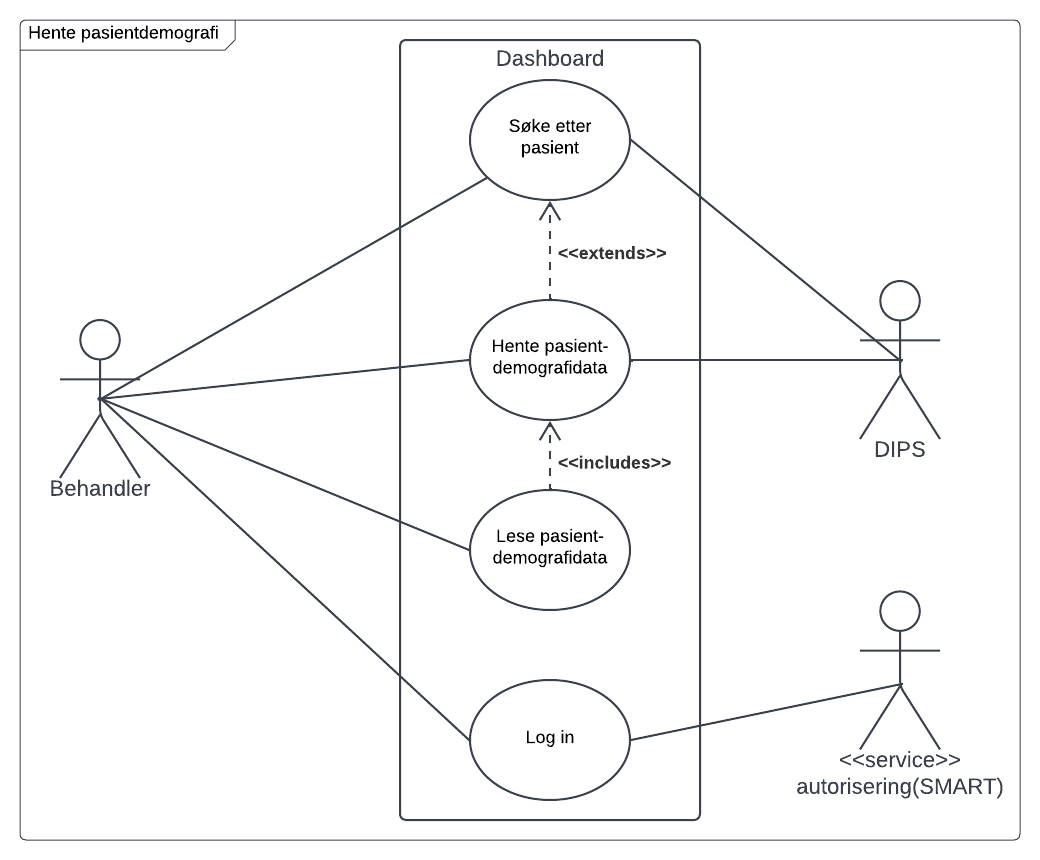 Hente pasientdemografi
Dashboard
Søke etter
pasient
<<extends>>
Hente pasient-
demografidata
<<includes>>
Lese pasient-
demografidata
Log in
Behandler
DIPS
<<service>>
autorisering(SMART)